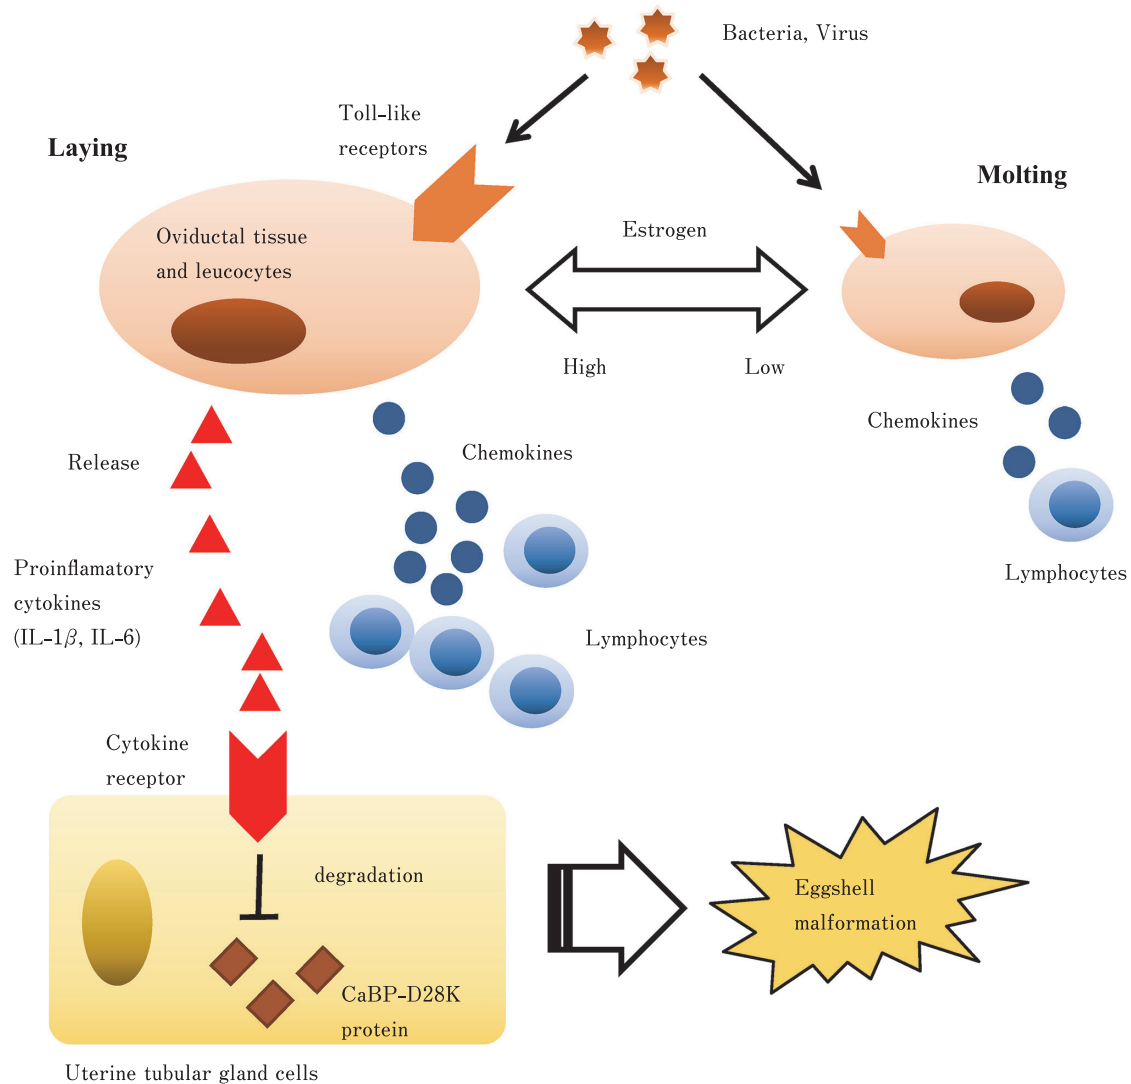 Bacteria, Virus
Toll-like
receptors
Laying
Molting
Oviductal tissue
and leucocytes
Estrogen
High
Low
Chemokines
Release
Chemokines
Proinflamatory
cytokines
(IL-1β, IL-6)
Lymphocytes
Lymphocytes
Cytokine
receptor
degradation
Eggshell
malformation
CaBP-D28K
protein
Uterine tubular gland cells